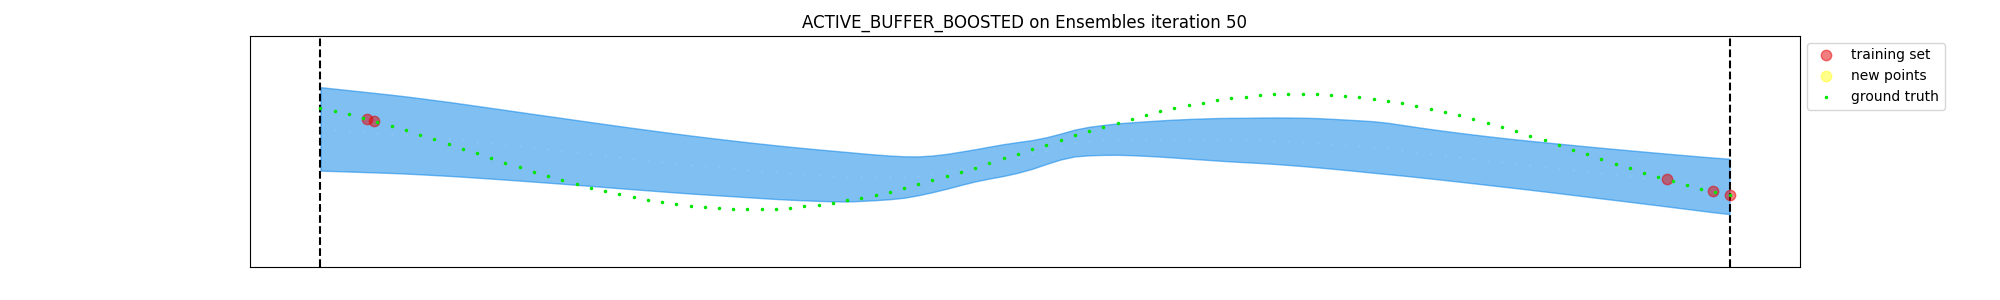 ACTIVE_BUFFER_BOOSTED on Ensembles iteration 50
training set
new points
ground truth